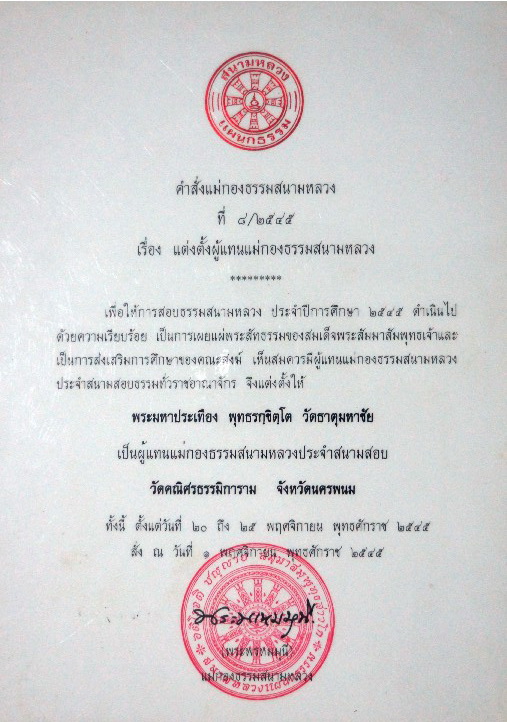 สนามหลวง
แผนกธรรม
คำสั่งแม่กองธรรมสนามหลวง
ที่ ๘/๒๕๔๕
เรื่อง แต่งตั้งผู้แทนแม่กองธรรมสนามหลวง
*********
เพื่อให้การสอบธรรมสนามหลวง ประจำปีการศึกษา ๒๕๔๕ ดำเนินไป
ด้วยความเรียบร้อย เป็นการเผยแผ่พระสัทธรรมของสมเด็จพระสัมมาสัมพุทธเจ้าและ
เป็นการส่งเสริมการศึกษาของคณะสงฆ์ เห็นสมควรมีผู้แทนแม่กองธรรมสนามหลวง
ประจำสนามสอบธรรมทั่วราชอาณาจักร จึงแต่งตั้งให้
พระมหาประเทือง พุทธรกฺขิตฺโต วัดธาตุมหาชัย
เป็นผู้แทนแม่กองธรรมสนามหลวงประจำสนามสอบ
วัดคณิศรธรรมิการาม จังหวัดนครพนม
ทั้งนี้ ตั้งแต่วันที่ ๒๐ ถึง ๒๕ พฤศจิกายน พุทธศักราช ๒๕๔๕
สั่ง ณ วันที่ ๑ พฤศจิกายน พุทธศักราช ๒๕๔๕
(พระพรหมมุนี)
แม่กองธรรมสนามหลวง
สนามหลวงแผนกธรรม